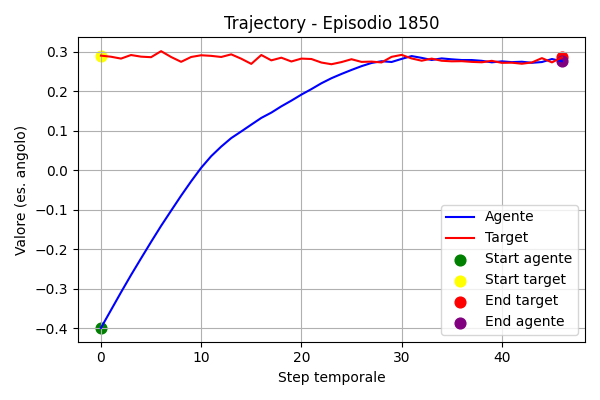 Trajectory - Episodio 1850
Valore (es. angolo)
0.3
0.2
0.1
0.0
−0.1
−0.2
−0.3
−0.4
0
10
20
30
40
Step temporale
Agente
Target
Start agente
Start target
End target
End agente